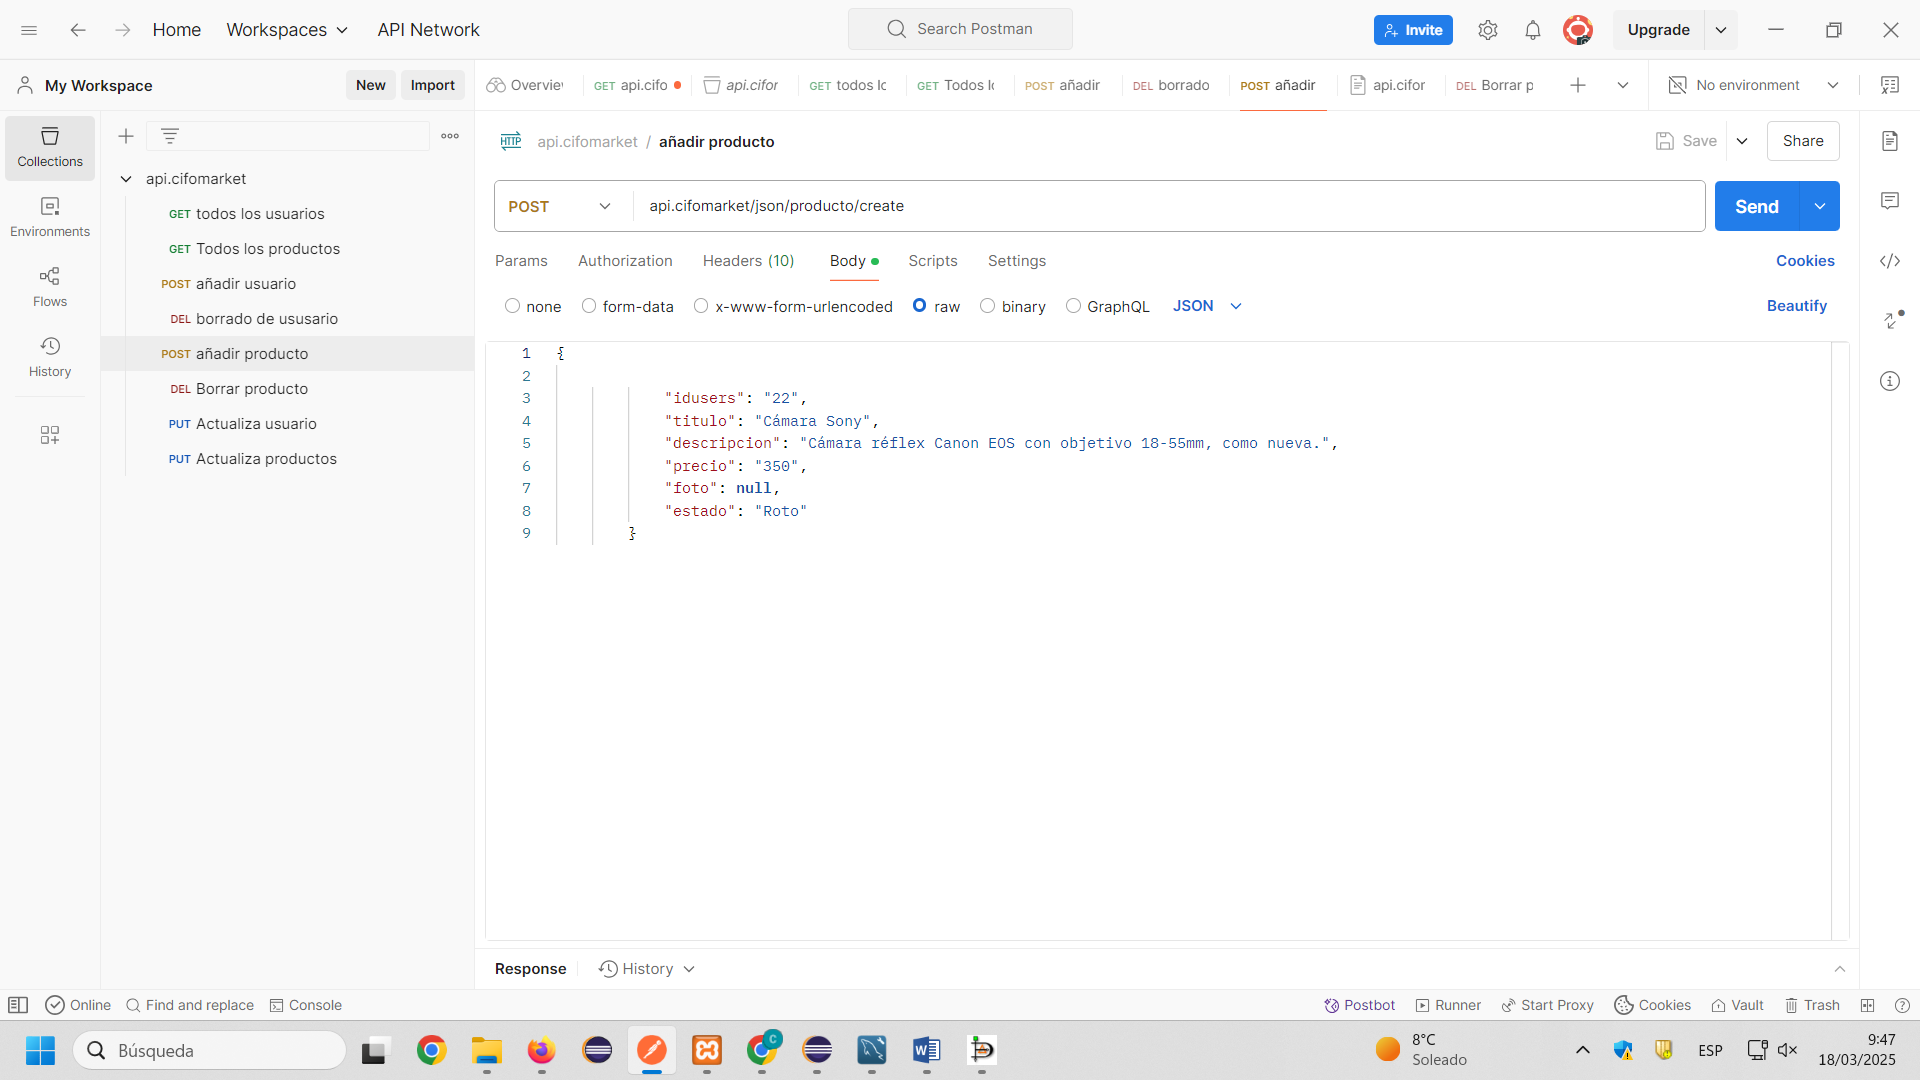 Home Workspaces API Network Search Postman Invite Upgrade
My Workspace New Import Overvie GET api.cifo api.cifor GET todos lc GET Todos l POST añadir DEL borrado POST añadir api.cifor DEL Borrar p No environment
Collections
Environments
Flows
History
api.cifomarket
GET todos los usuarios
GET Todos los productos
POST añadir usuario
DEL borrado de ususario
POST añadir producto
DEL Borrar producto
PUT Actualiza usuario
PUT Actualiza productos
HTTP api.cifomarket / añadir producto Save Share
POST api.cifomarket/json/producto/create Send
Params Authorization Headers (10) Body Scripts Settings Cookies
none form-data x-www-form-urlencoded raw binary GraphQL JSON Beautify
1 {
2
3 "idusers": "22",
4 "titulo": "Cámara Sony",
5 "descripcion": "Cámara réflex Canon EOS con objetivo 18-55mm, como nueva.",
6 "precio": "350",
7 "foto": null,
8 "estado": "Roto"
9 }
Response History
Online Find and replace Console Postbot Runner Start Proxy Cookies Vault Trash
Búsqueda
C
8°C
Soleado
ESP
9:47
18/03/2025